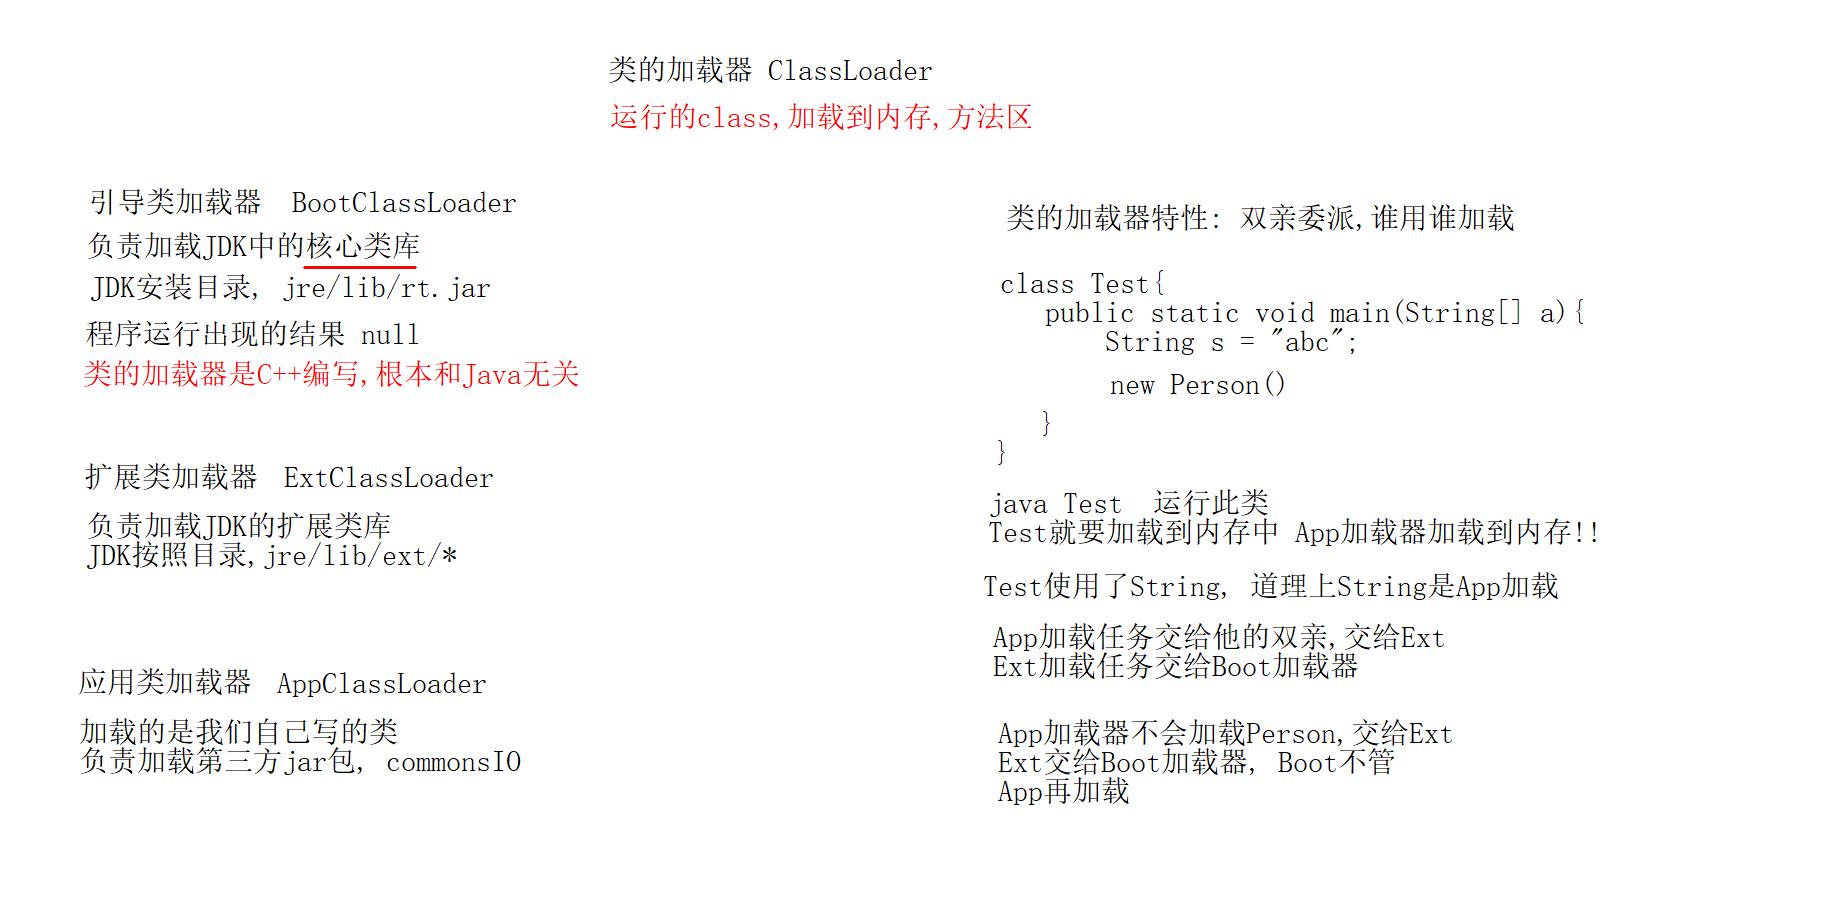 类的加载器 ClassLoader
运行的class,加载到内存,方法区
引导类加载器 BootClassLoader
负责加载JDK中的核心类库
JDK安装目录, jre/lib/rt.jar
程序运行出现的结果 null
类的加载器是C++编写,根本和Java无关
扩展类加载器 ExtClassLoader
负责加载JDK的扩展类库
JDK按照目录,jre/lib/ext/*
应用类加载器 AppClassLoader
加载的是我们自己写的类
负责加载第三方jar包, commonsIO
类的加载器特性: 双亲委派,谁用谁加载
class Test{
public static void main(String[] a){
String s = "abc";
new Person()
}
}
java Test 运行此类
Test就要加载到内存中 App加载器加载到内存!!
Test使用了String, 道理上String是App加载
App加载任务交给他的双亲,交给Ext
Ext加载任务交给Boot加载器
App加载器不会加载Person,交给Ext
Ext交给Boot加载器, Boot不管
App再加载